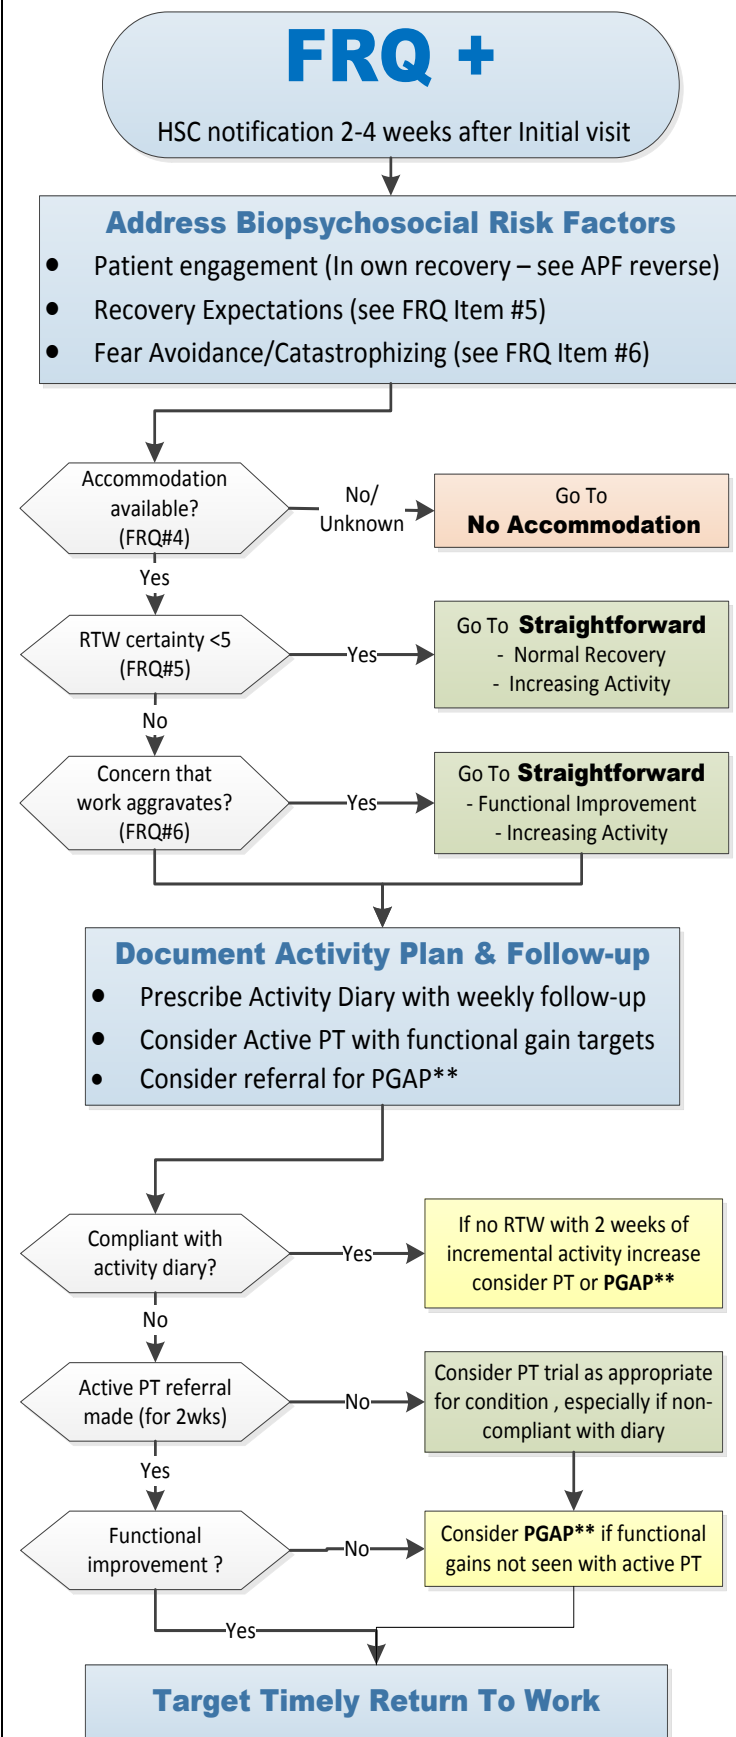 FRQ +
HSC notification 2-4 weeks after Initial visit
Address Biopsychosocial Risk Factors
• Patient engagement (In own recovery – see APF reverse)
• Recovery Expectations (see FRQ Item #5)
• Fear Avoidance/Catastrophizing (see FRQ Item #6)
Accommodation
available?
(FRQ#4)
No/
Unknown
Go To
No Accommodation
Yes
RTW certainty <5
(FRQ#5)
Yes
Go To Straightforward
- Normal Recovery
- Increasing Activity
No
Concern that
work aggravates?
(FRQ#6)
Yes
Go To Straightforward
- Functional Improvement
- Increasing Activity
Document Activity Plan & Follow-up
• Prescribe Activity Diary with weekly follow-up
• Consider Active PT with functional gain targets
• Consider referral for PGAP**
Compliant with
activity diary?
Yes
If no RTW with 2 weeks of
incremental activity increase
consider PT or PGAP**
No
Active PT referral
made (for 2wks)
No
Consider PT trial as appropriate
for condition , especially if non-
compliant with diary
Yes
Functional
improvement ?
No
Consider PGAP** if functional
gains not seen with active PT
Yes
Target Timely Return To Work